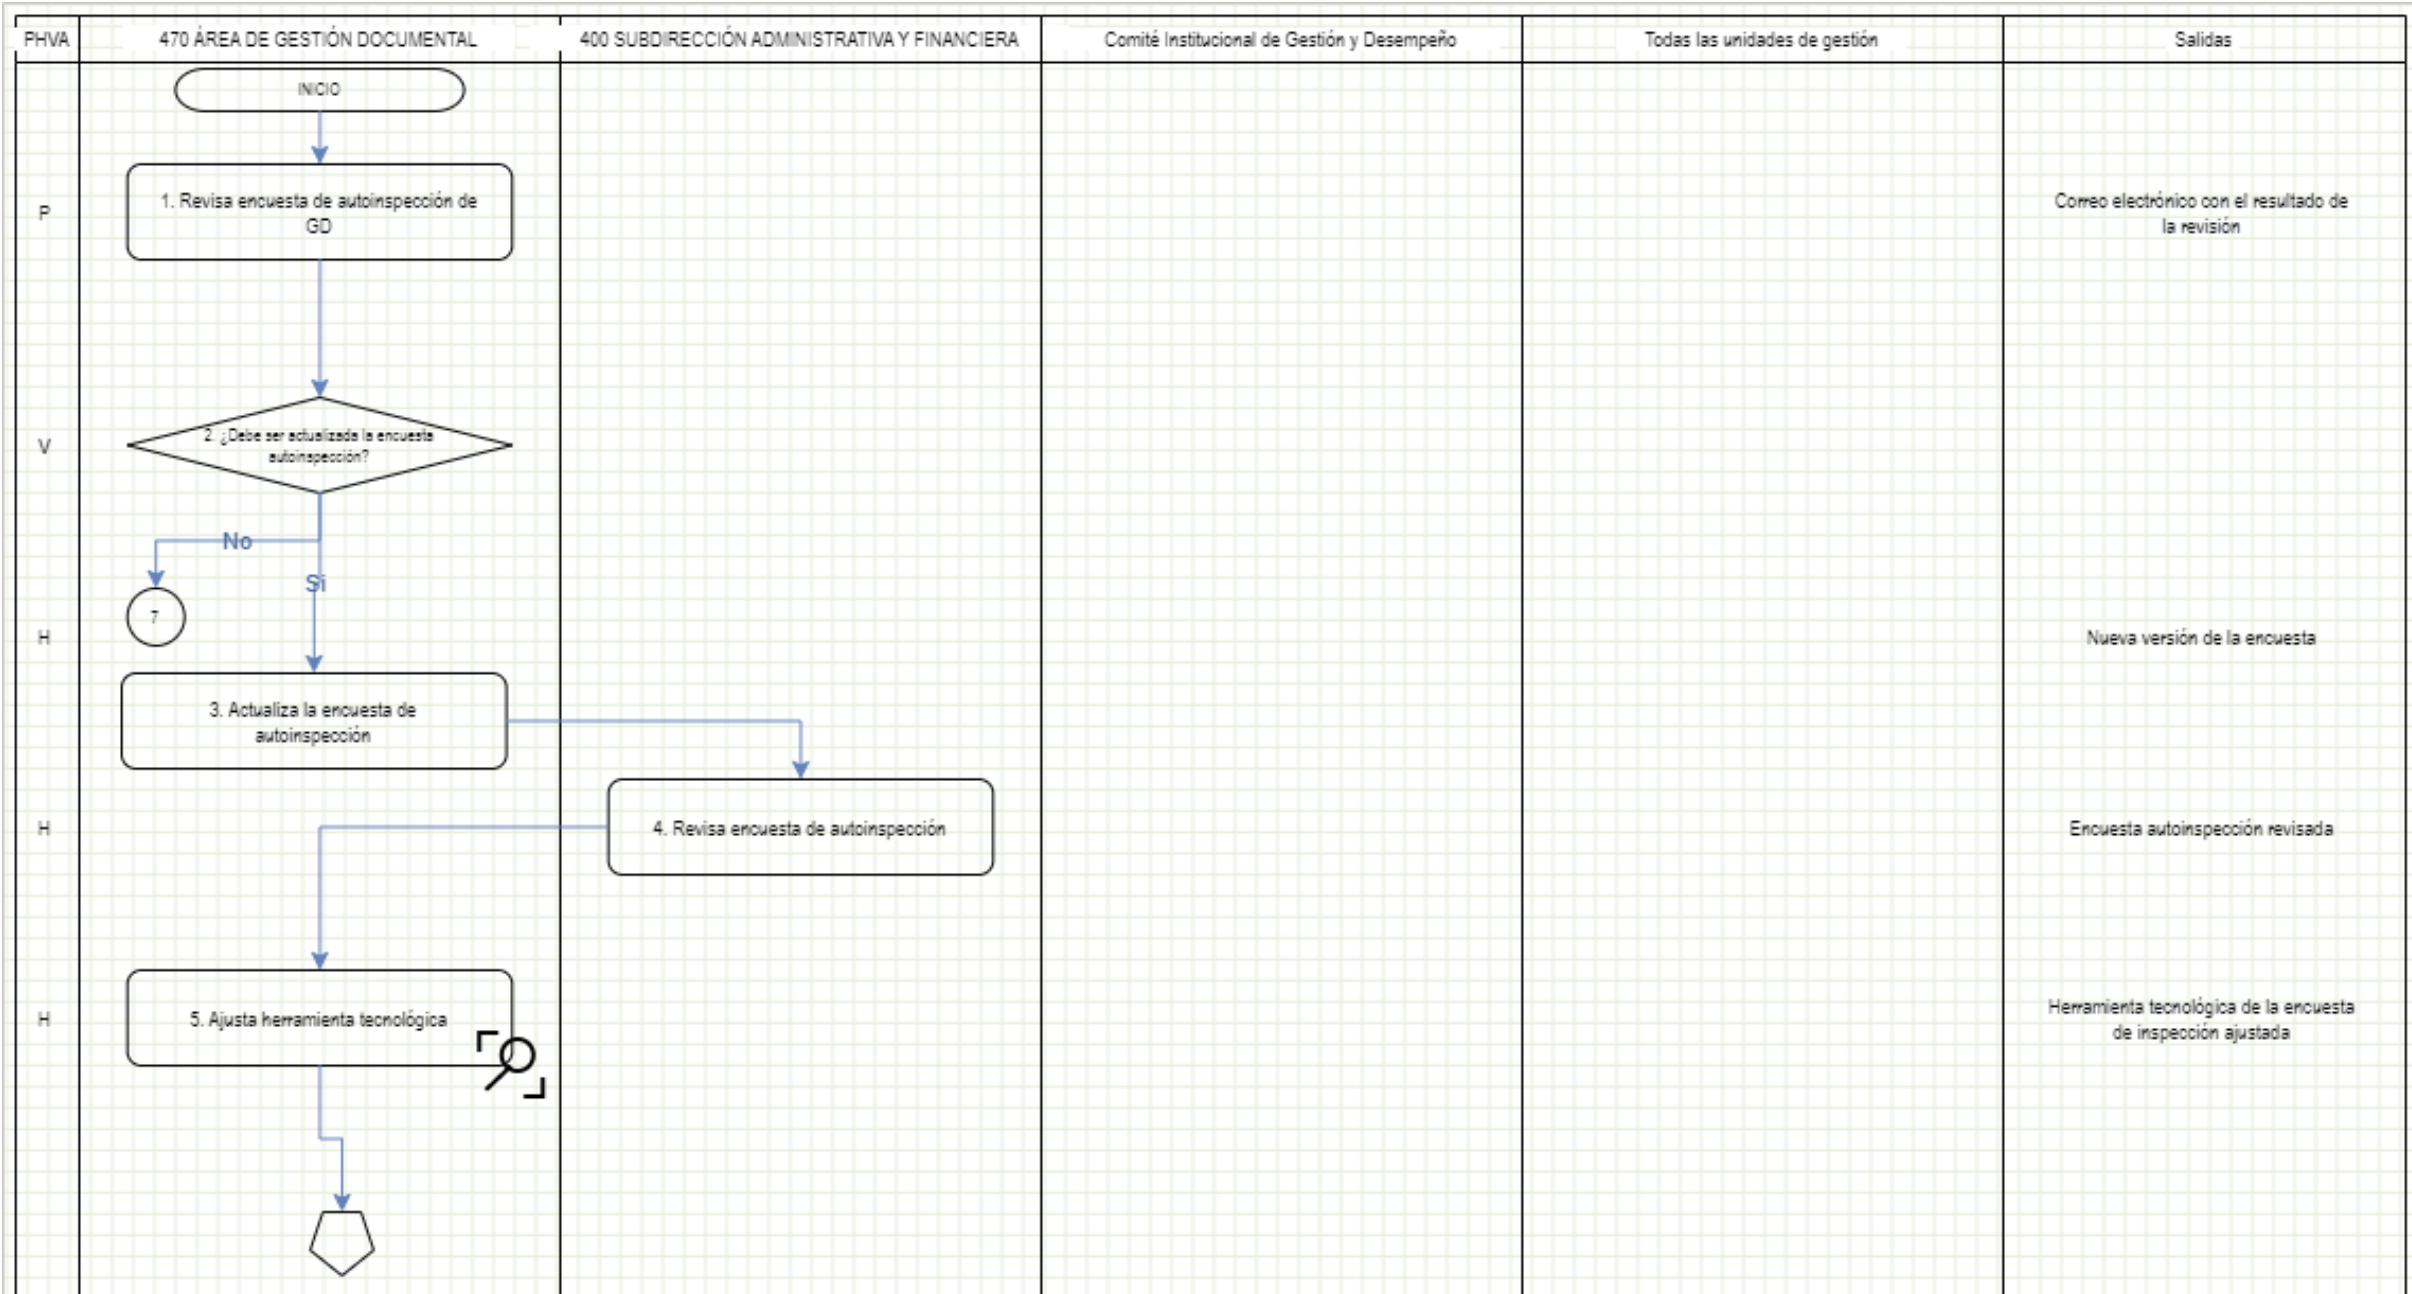 PHVA
470 ÁREA DE GESTIÓN DOCUMENTAL
400 SUBDIRECCIÓN ADMINISTRATIVA Y FINANCIERA
Comité Institucional de Gestión y Desempeño
Todas las unidades de gestión
Salidas
INICIO
P
1. Revisa encuesta de autoinspección de
GD
Correo electrónico con el resultado de
la revisión
V
2. ¿Debe ser actualizada la encuesta
autoinspección?
No
Si
7
H
Nueva versión de la encuesta
3. Actualiza la encuesta de
autoinspección
H
4. Revisa encuesta de autoinspección
Encuesta autoinspección revisada
H
5. Ajusta herramienta tecnológica
Herramienta tecnológica de la encuesta
de inspección ajustada